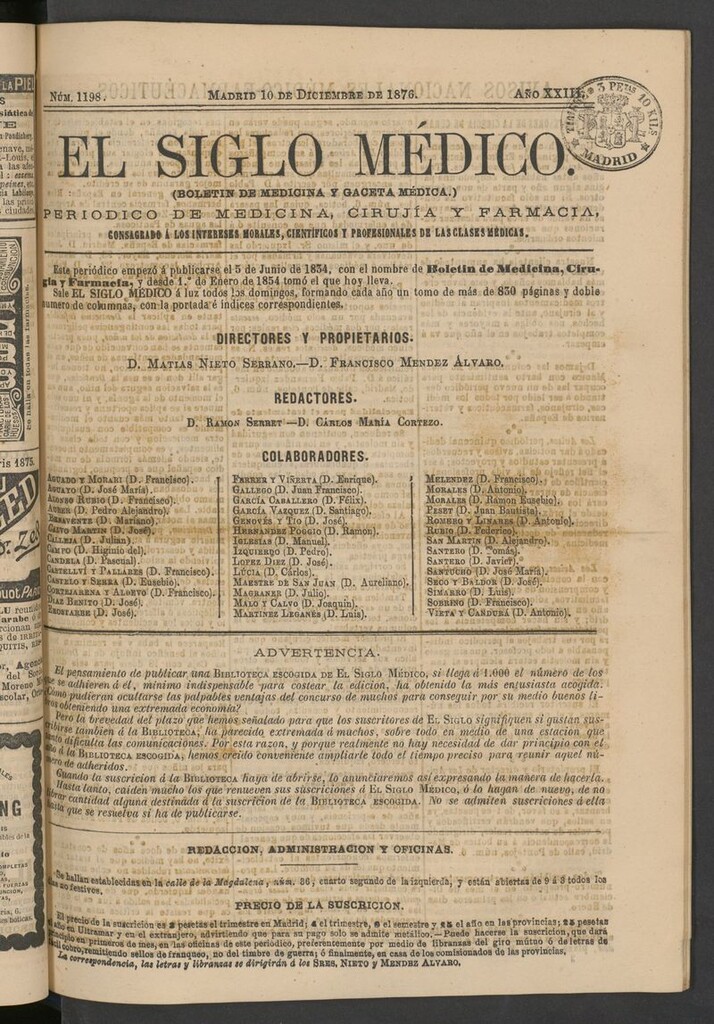 NÚM. 1198.
MADRID 10 DE DICIEMBRE DE 1876.
AÑO XXIII.
TIMBRE 3 PETS 10 KILS
MADRID
EL SIGLO MÉDICO.
(BOLETIN DE MEDICINA Y GACETA MÉDICA.)
PERIODICO DE MEDICINA, CIRUJÍA Y FARMACIA,
CONSAGRADO Á LOS INTERESES MORALES, CIENTÍFICOS Y PROFESIONALES DE LAS CLASES MÉDICAS.
Este periódico empezó á publicarse el 5 de Junio de 1834, con el nombre de Boletin de Medicina, Ciru-
gía y Farmacia, y desde 1.º de Enero de 1854 tomó el que hoy lleva.
Sale EL SIGLO MÉDICO á luz todos los domingos, formando cada año un tomo de más de 830 páginas y doble
número de columnas, con la portada é índices correspondientes.
DIRECTORES Y PROPIETARIOS.
D. MATIAS NIETO SERRANO.—D. FRANCISCO MENDEZ ALVARO.
REDACTORES.
D. RAMON SERRET—D. CÁRLOS MARÍA CORTEZO.
COLABORADORES.
AGUADO Y MORARI (D. Francisco).
AGUAYO (D. José María).
ALONSO RUBIO (D. Francisco).
AUBER (D. Pedro Alejandro).
BENAVENTE (D. Mariano).
CALVO MARTIN (D. José).
CALLEJA (D. Julian).
CAMPO (D. Higinio del).
CANDELA (D. Pascual).
CASTELLVÍ Y PALLARES (D. Francisco).
CASTELO Y SERRA (D. Eusebio).
CORTEJARENA Y ALDEVO (D. Francisco).
DIAZ BENITO (D. José).
EROSTARBE (D. José).
FERRER Y VIÑERTA (D. Enrique).
GALLEGO (D. Juan Francisco).
GARCÍA CABALLERO (D. Félix).
GARCÍA VAZQUEZ (D. Santiago).
GENOVÉS Y TIO (D. José).
HERNANDEZ POGGIO (D. Ramon).
IGLESIAS (D. Manuel).
IZQUIERDO (D. Pedro).
LOPEZ DIEZ (D. José).
LÚCIA (D. Cárlos).
MAESTRE DE SAN JUAN (D. Aureliano).
MAGRANER (D. Julio).
MALO Y CALVO (D. Joaquin).
MARTINEZ LEGANÉS (D. Luis).
MELENDEZ (D. Francisco).
MORALES (D. Antonio).
MORALES (D. Ramon Eusebio).
PESET (D. Juan Bautista).
ROMERO Y LINARES (D. Antonio).
RUBIO (D. Federico).
SAN MARTIN (D. Alejandro).
SANTERO (D. Tomás).
SANTERO (D. Javier).
SANTUCHO (D. José María).
SECO Y BALDOR (D. José).
SIMARRO (D. Luis).
SOBRINO (D. Francisco).
VIETA Y CANDURÁ (D. Antonio).
ADVERTENCIA.
El pensamiento de publicar una BIBLIOTECA ESCOGIDA DE EL SIGLO MÉDICO, si llega á 1.000 el número de los
que se adhieren á él, mínimo indispensable para costear la edicion, ha obtenido la más entusiasta acogida.
¿Cómo pudieran ocultarse las palpables ventajas del concurso de muchos para conseguir por su medio buenos li-
obteniendo una extremada economía?
Pero la brevedad del plazo que hemos señalado para que los suscritores de EL SIGLO signifiquen si gustan sus-
cribirse tambien á la BIBLIOTECA, ha parecido extremada á muchos, sobre todo en medio de una estacion que
dificulta las comunicaciones. Por esta razon, y porque realmente no hay necesidad de dar principio con el
año á la BIBLIOTECA ESCOGIDA, hemos creido conveniente ampliarle todo el tiempo preciso para reunir aquel nú-
mero de adheridos.
Cuando la suscricion á la BIBLIOTECA haya de abrirse, lo anunciaremos así expresando la manera de hacerla.
Hasta tanto, cuiden mucho los que renueven sus suscriciones á EL SIGLO MÉDICO, ó lo hagan de nuevo, de no
librar cantidad alguna destinada á la suscricion de la BIBLIOTECA ESCOGIDA. No se admiten suscriciones á ella
hasta que se resuelva si ha de publicarse.
REDACCION, ADMINISTRACION Y OFICINAS.
Se hallan establecidas en la calle de la Magdalena, núm. 36, cuarto segundo de la izquierda, y están abiertas de 9 á 3 todos los
dias no festivos.
PRECIO DE LA SUSCRICION.
El precio de la suscricion es 3 pesetas el trimestre en Madrid; 4 el trimestre, 8 el semestre y 15 el año en las provincias; 25 pesetas
al año en Ultramar y en el extranjero, advirtiendo que para su pago sólo se admite metálico.—Puede hacerse la suscricion, que dará
principio en primeros de mes, en las oficinas de este periódico, preferentemente por medio de libranzas del giro mútuo ó de letras de
fácil cobro, remitiendo sellos de franqueo, no del timbre de guerra; ó finalmente, en casa de los comisionados de las provincias.
La correspondencia, las letras y libranzas se dirigirán á los SRES. NIETO Y MENDEZ ALVARO.